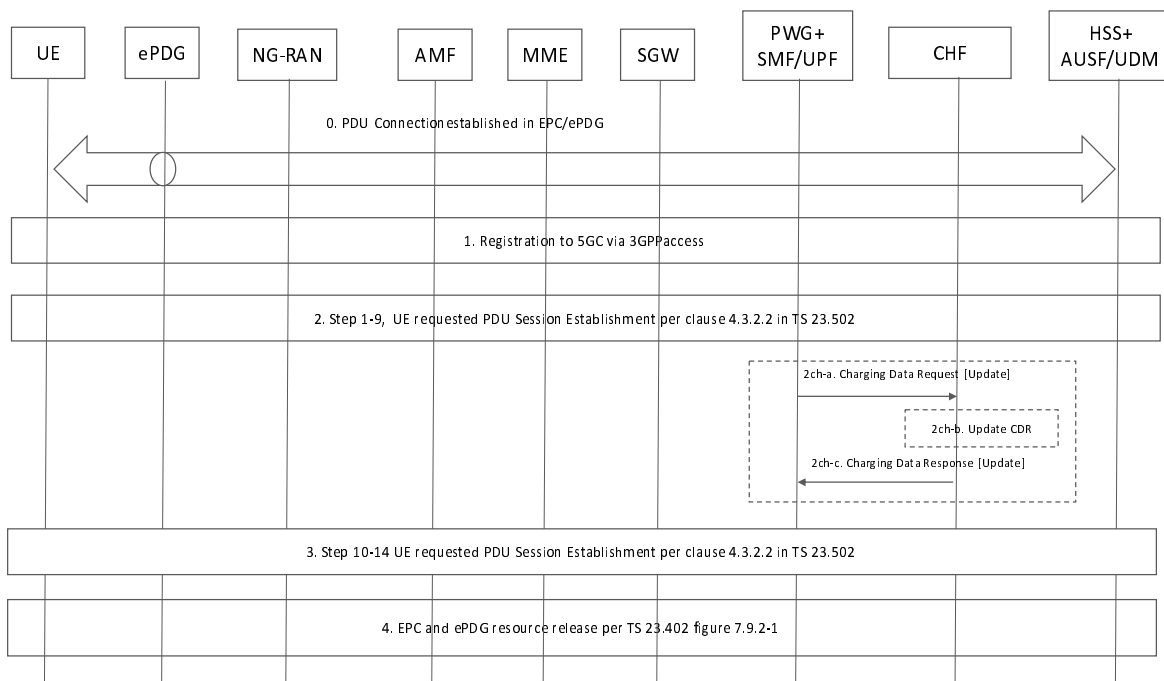 UE
ePDG
NG-RAN
AMF
MME
SGW
PWG+
SMF/UPF
CHF
HSS+
AUSF/UDM
0. PDU Connectionestablished in EPC/ePDG
1. Registration to 5GC via 3GPPaccess
2. Step 1-9, UE requested PDU Session Establishment per clause 4.3.2.2 in TS 23.502
2ch-a. Charging Data Request [Update]
2ch-b. Update CDR
2ch-c. Charging Data Response [Update]
3. Step 10-14 UE requested PDU Session Establishment per clause 4.3.2.2 in TS 23.502
4. EPC and ePDG resource release per TS 23.402 figure 7.9.2-1